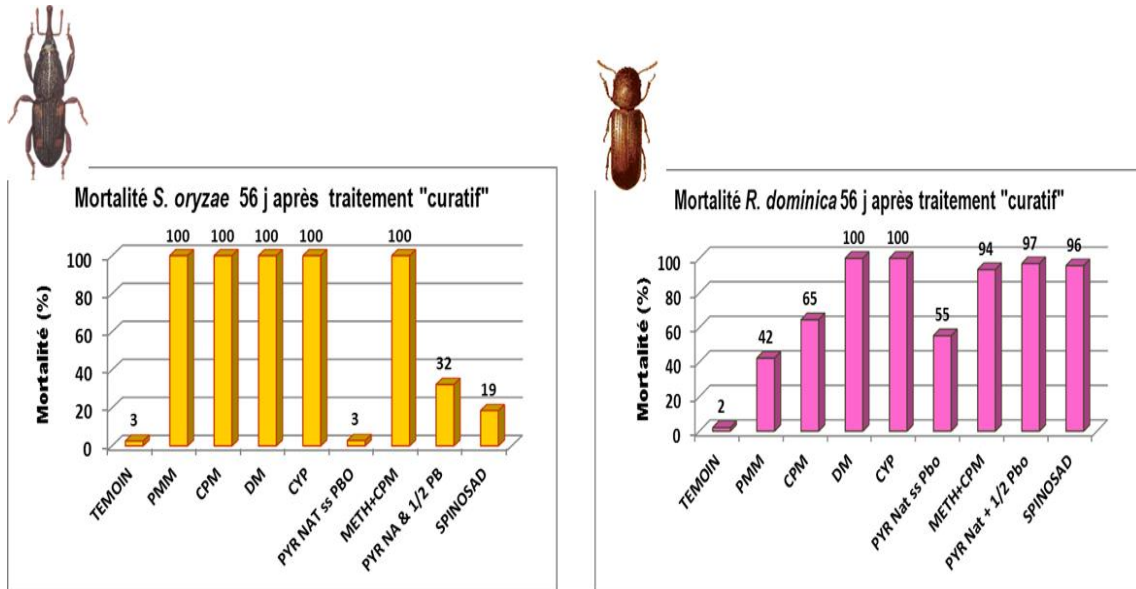 Mortalité S. oryzae 56 j après traitement "curatif"
Mortalité (%)
100
80
60
40
20
0
3
100
100
100
100
3
100
32
19
TEMOIN
PMM
CPM
DM
CYP
PYR NAT ss PBO
METH+CPM
PYR NA & 1/2 PB
SPINOSAD
Mortalité R. dominica 56 j après traitement "curatif"
Mortalité (%)
100
80
60
40
20
0
2
42
65
100
100
55
94
97
96
TEMOIN
PMM
CPM
DM
CYP
PYR Nat ss Pbo
METH+CPM
PYR Nat + 1/2 Pbo
SPINOSAD